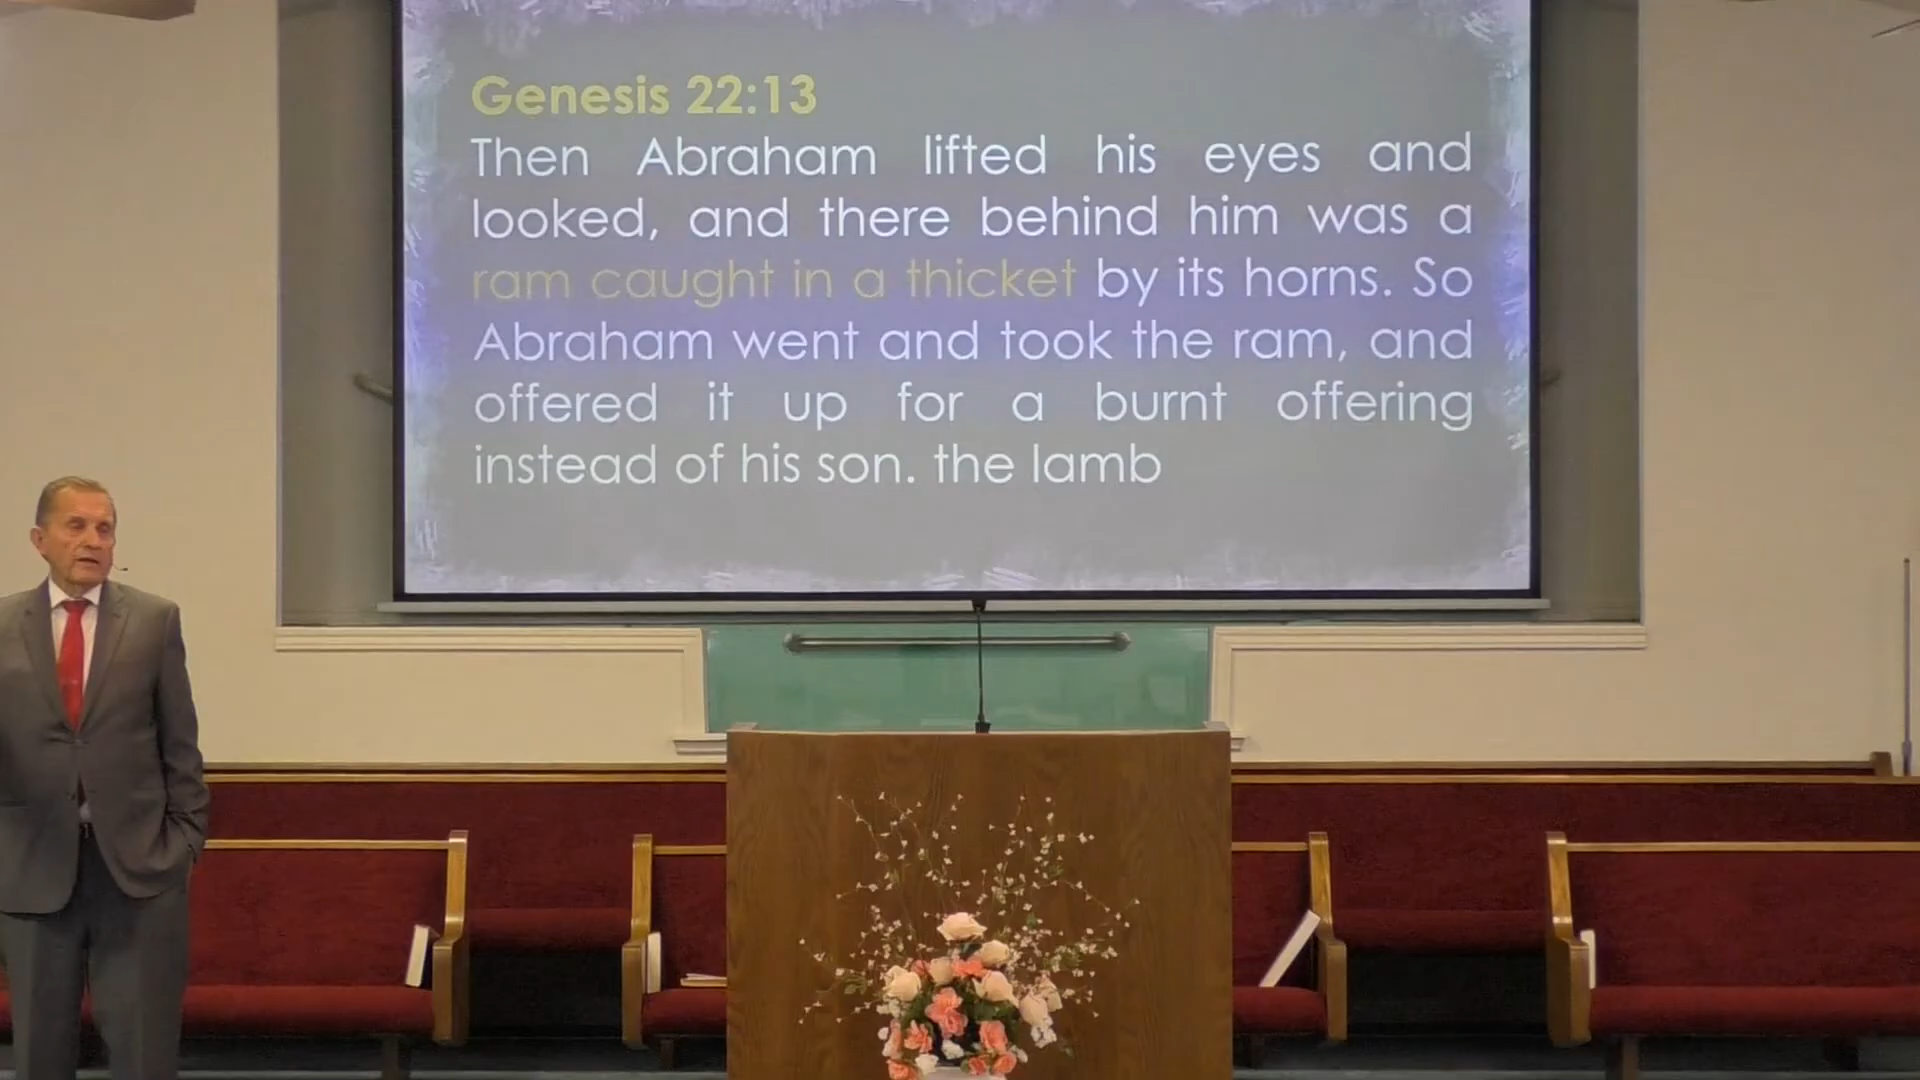 Genesis 22:13
Then Abraham lifted his eyes and
looked, and there behind him was a
ram caught in a thicket by its horns. So
Abraham went and took the ram, and
offered it up for a burnt offering
instead of his son. the lamb